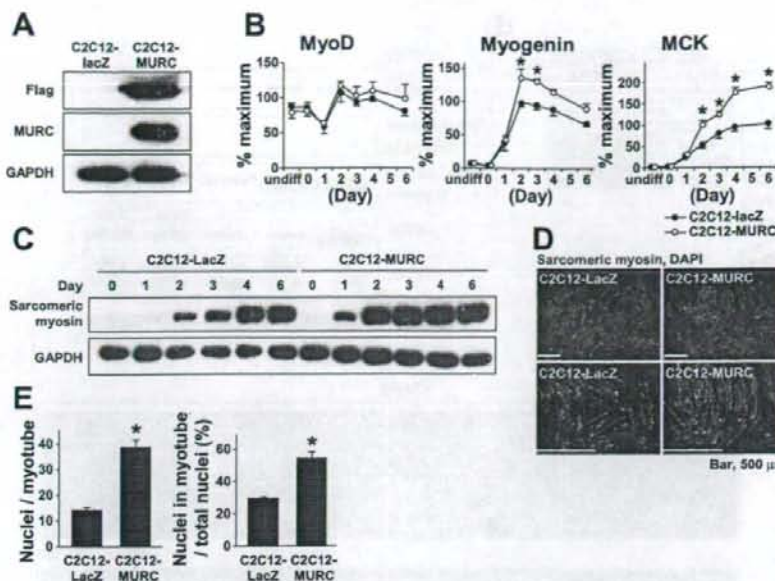 A
C2C12-lacZ
C2C12-MURC
Flag
MURC
GAPDH
B
MyoD
% maximum
150
100
50
0
undiff 0 1 2 3 4 6
(Day)
Myogenin
% maximum
150
100
50
0
* *
undiff 0 1 2 3 4 6
(Day)
MCK
% maximum
200
150
100
50
0
* * * *
undiff 0 1 2 3 4 6
(Day)
C2C12-lacZ
C2C12-MURC
C
C2C12-LacZ
C2C12-MURC
Day 0 1 2 3 4 6 0 1 2 3 4 6
Sarcomeric myosin
GAPDH
D
Sarcomeric myosin, DAPI
C2C12-LacZ
C2C12-MURC
C2C12-LacZ
C2C12-MURC
Bar, 500 μ
E
Nuclei / myotube
40
30
20
10
0
*
C2C12-LacZ
C2C12-MURC
Nuclei in myotube / total nuclei (%)
60
40
20
0
*
C2C12-LacZ
C2C12-MURC